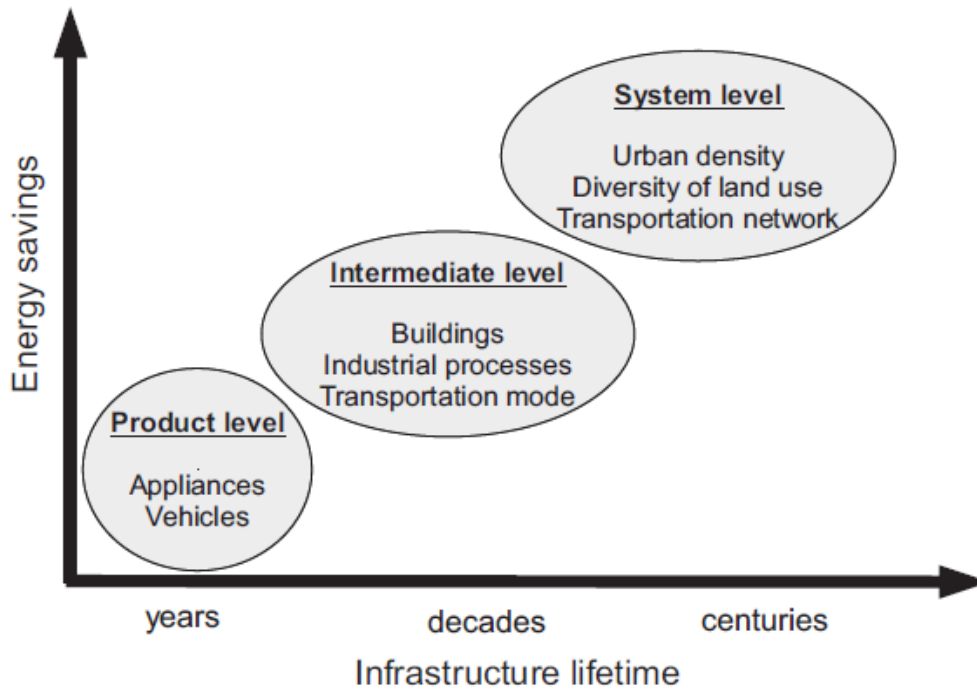 System level
Urban density
Diversity of land use
Transportation network
Intermediate level
Buildings
Industrial processes
Transportation mode
Product level
Appliances
Vehicles
Energy savings
years
decades
centuries
Infrastructure lifetime